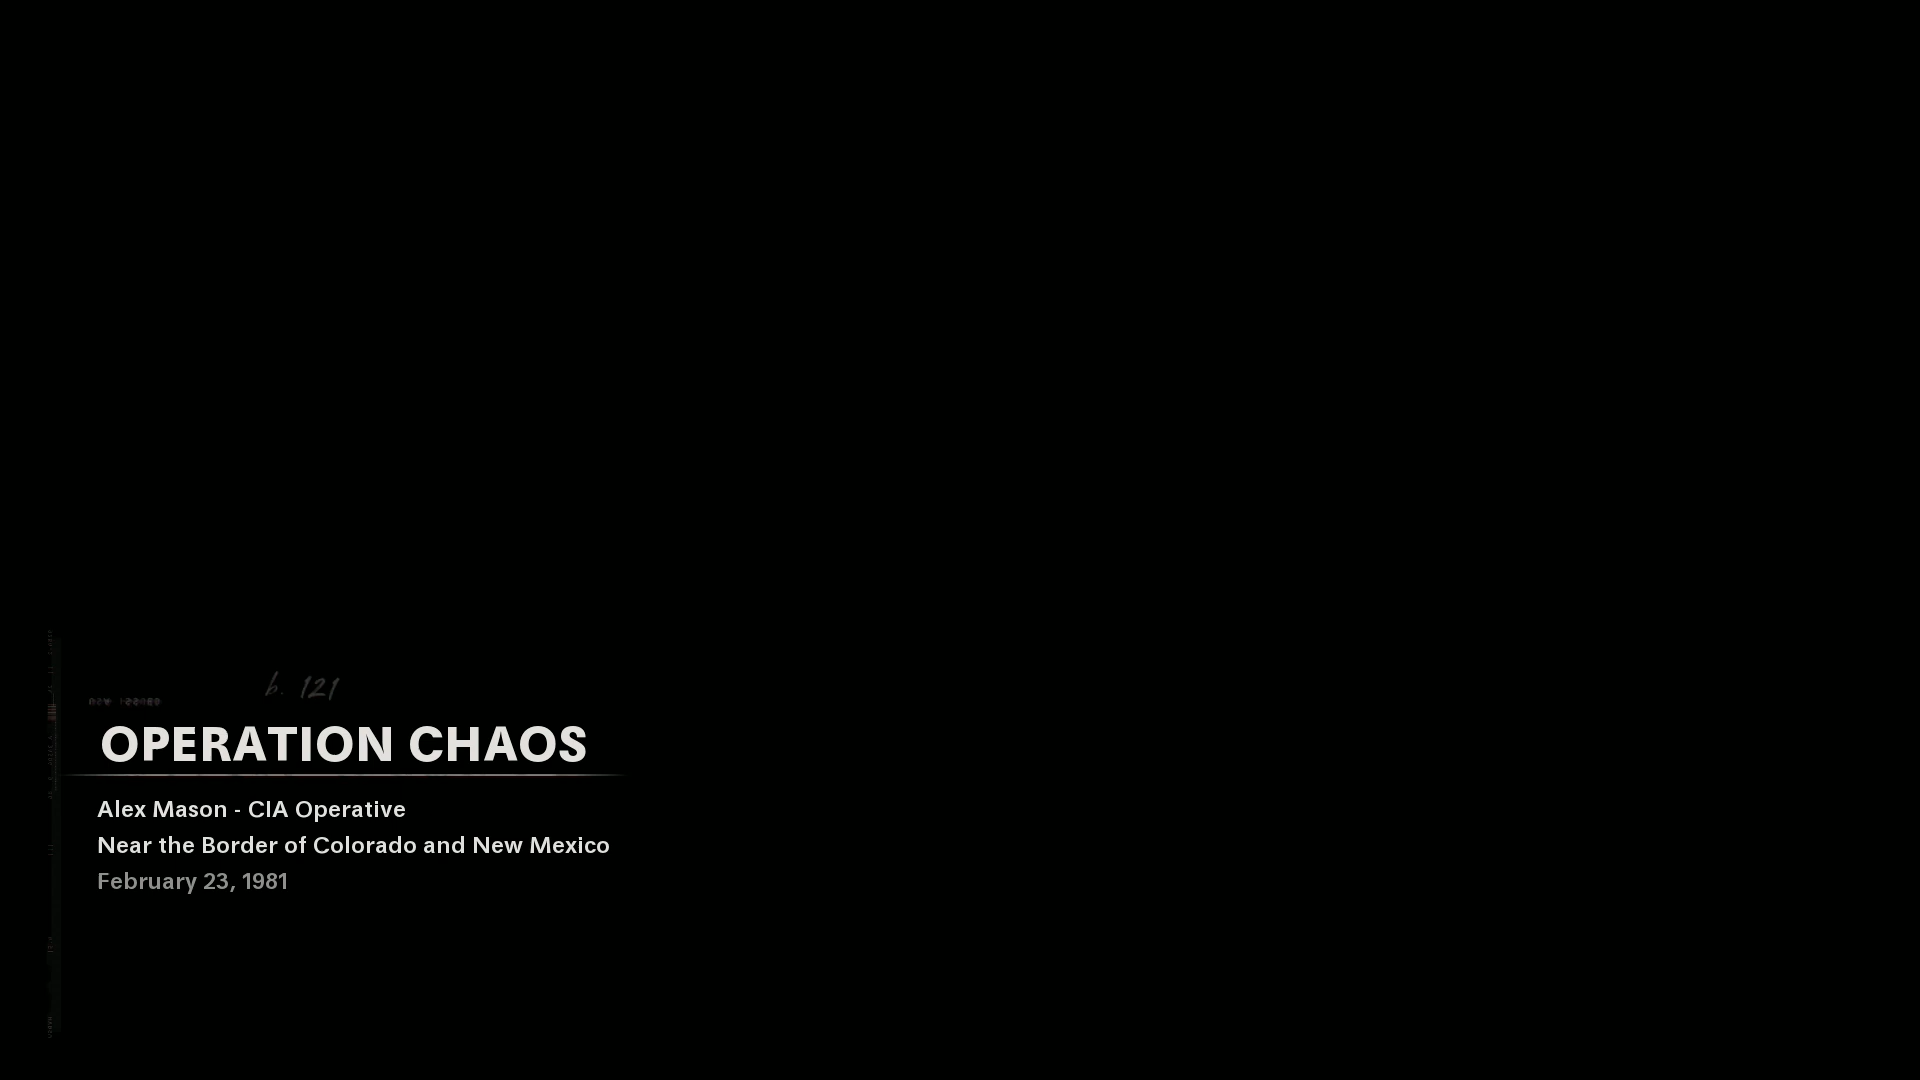 b. 121
OPERATION CHAOS
Alex Mason - CIA Operative
Near the Border of Colorado and New Mexico
February 23, 1981